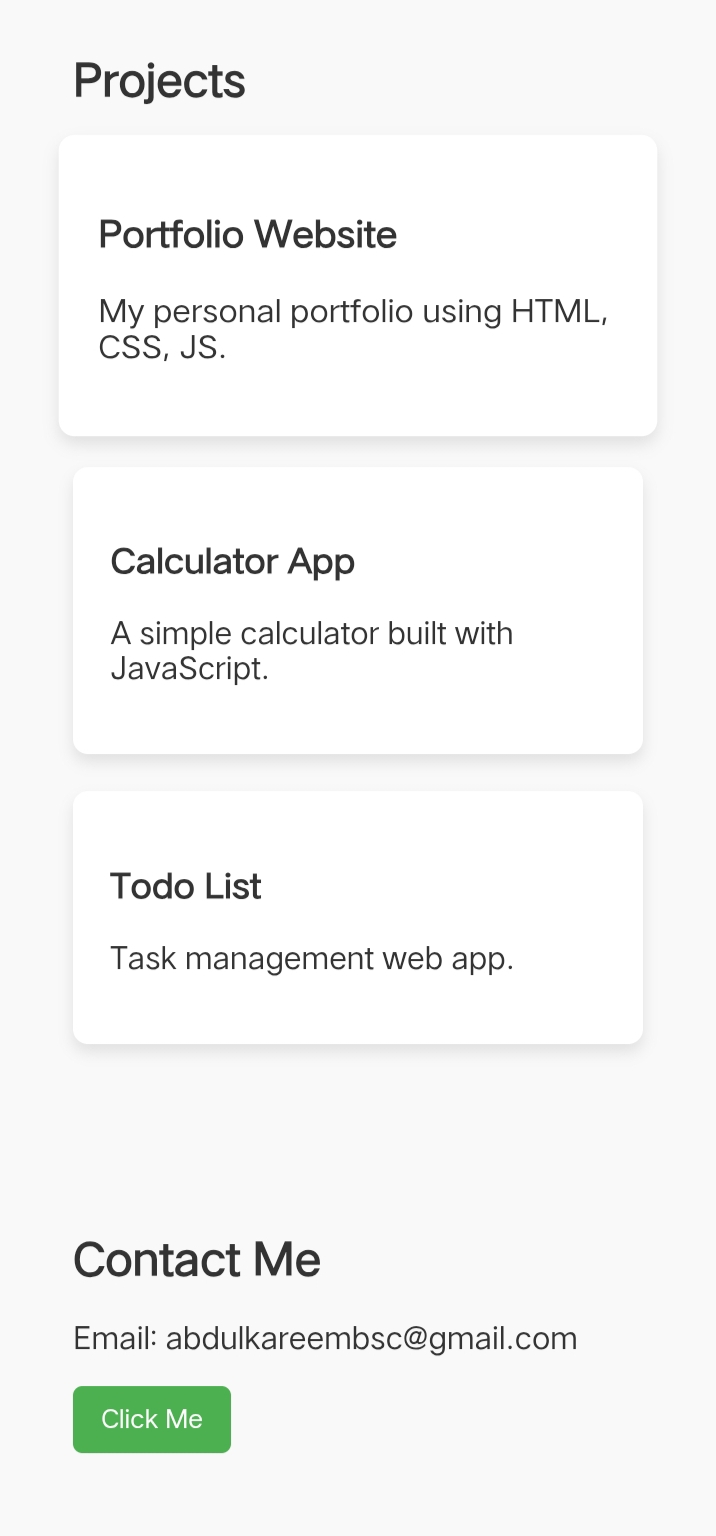 Projects
Portfolio Website
My personal portfolio using HTML,
CSS, JS.
Calculator App
A simple calculator built with
JavaScript.
Todo List
Task management web app.
Contact Me
Email: abdulkareembsc@gmail.com
Click Me